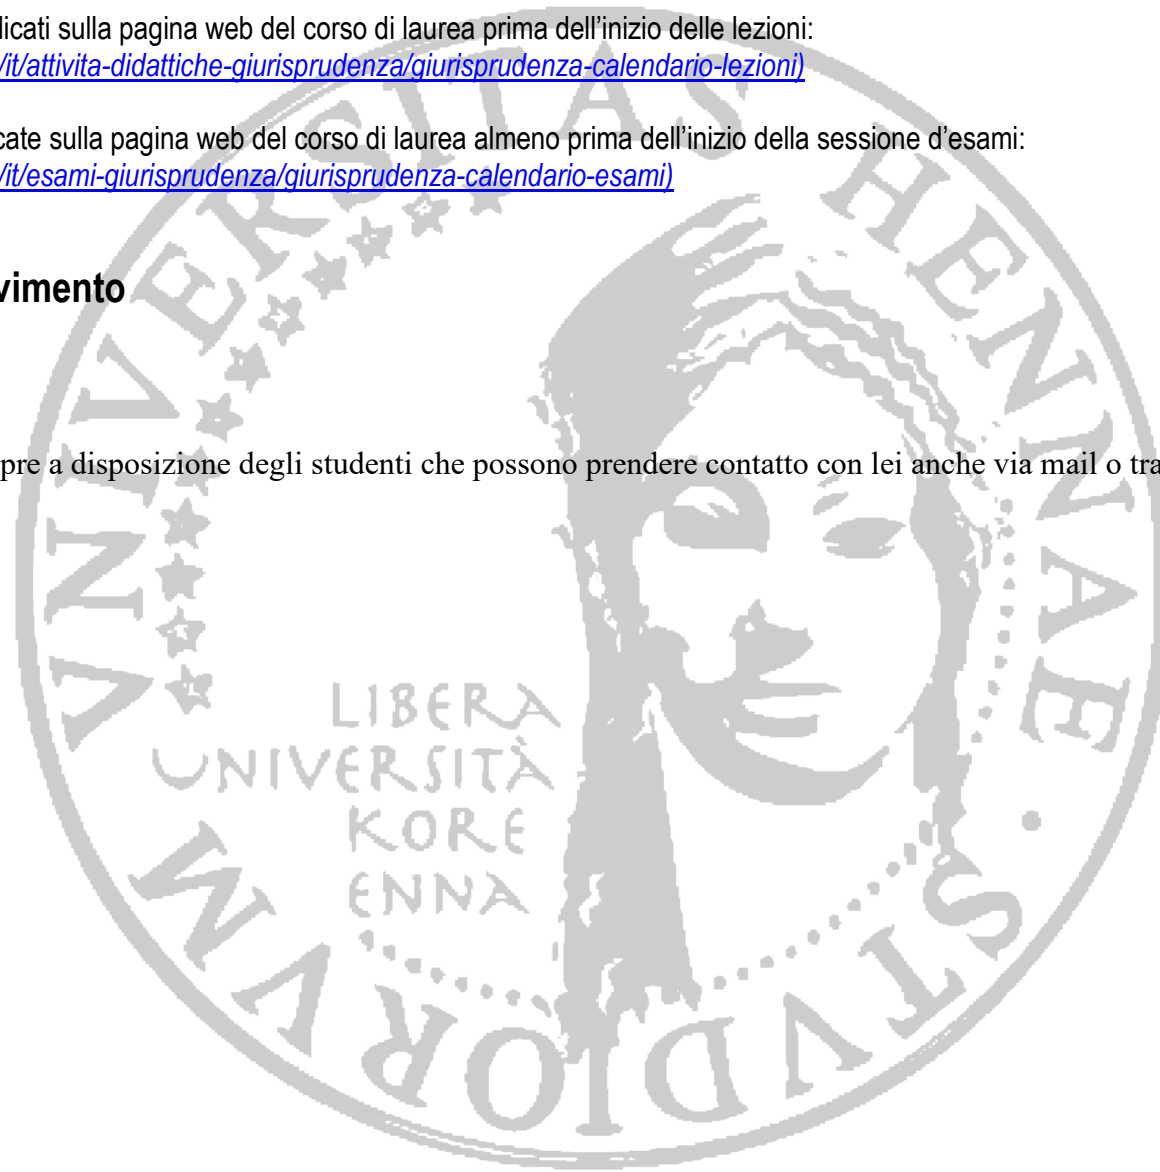 licati sulla pagina web del corso di laurea prima dell’inizio delle lezioni:
/it/attivita-didattiche-giurisprudenza/giurisprudenza-calendario-lezioni)
cate sulla pagina web del corso di laurea almeno prima dell’inizio della sessione d’esami:
/it/esami-giurisprudenza/giurisprudenza-calendario-esami)
vimento
pre a disposizione degli studenti che possono prendere contatto con lei anche via mail o tra
VNIVERSITAS HENNAE · STVDIORVM
LIBERA
UNIVERSITÀ
KORE
ENNA